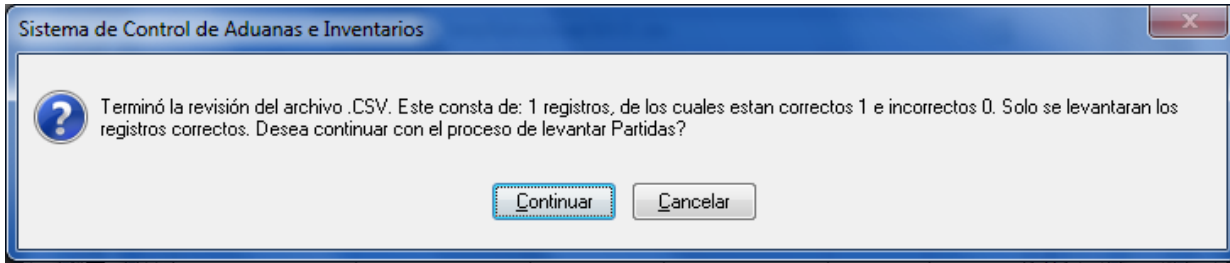 Sistema de Control de Aduanas e Inventarios
Terminó la revisión del archivo .CSV. Este consta de: 1 registros, de los cuales estan correctos 1 e incorrectos 0. Solo se levantaran los
registros correctos. Desea continuar con el proceso de levantar Partidas?
Continuar Cancelar